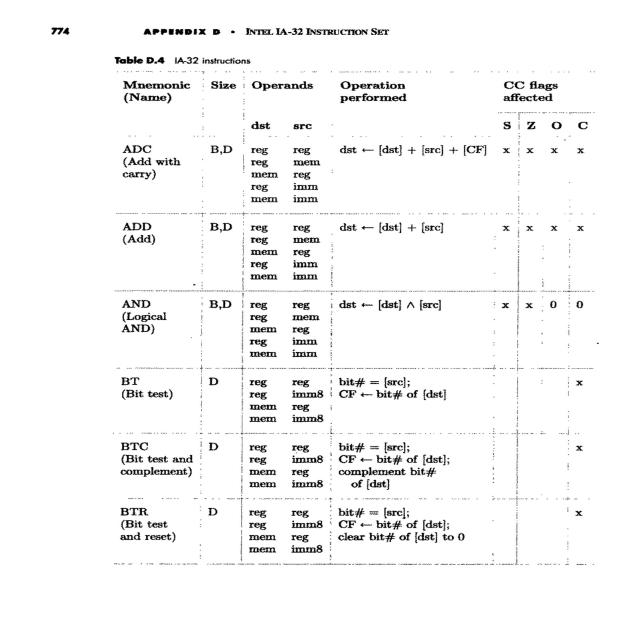 774 APPENDIX D • INTEL IA-32 INSTRUCTION SET
Table D.4 IA-32 instructions
Mnemonic Size Operands Operation CC flags
(Name) performed affected
dst src S Z O C
ADC B,D reg reg dst ← [dst] + [src] + [CF] x x x x
(Add with reg mem
carry) mem reg
reg imm
mem imm
ADD B,D reg reg dst ← [dst] + [src] x x x x
(Add) reg mem
mem reg
reg imm
mem imm
AND B,D reg reg dst ← [dst] ∧ [src] x x 0 0
(Logical reg mem
AND) mem reg
reg imm
mem imm
BT D reg reg bit# = [src]; x
(Bit test) reg imm8 CF ← bit# of [dst]
mem reg
mem imm8
BTC D reg reg bit# = [src]; x
(Bit test and reg imm8 CF ← bit# of [dst];
complement) mem reg complement bit#
mem imm8 of [dst]
BTR D reg reg bit# = [src]; x
(Bit test reg imm8 CF ← bit# of [dst];
and reset) mem reg clear bit# of [dst] to 0
mem imm8